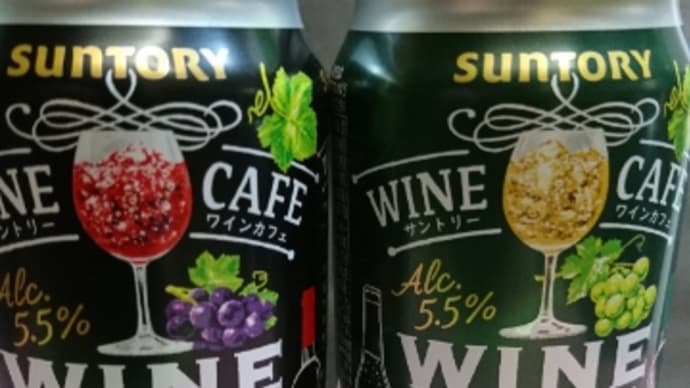 SUNTORY
NE CAFE
ントリー ワインカフェ
Alc.
5.5%
WINE
SUNTORY
WINE CAFE
サントリー ワインカフェ
Alc.
5.5%
WINE